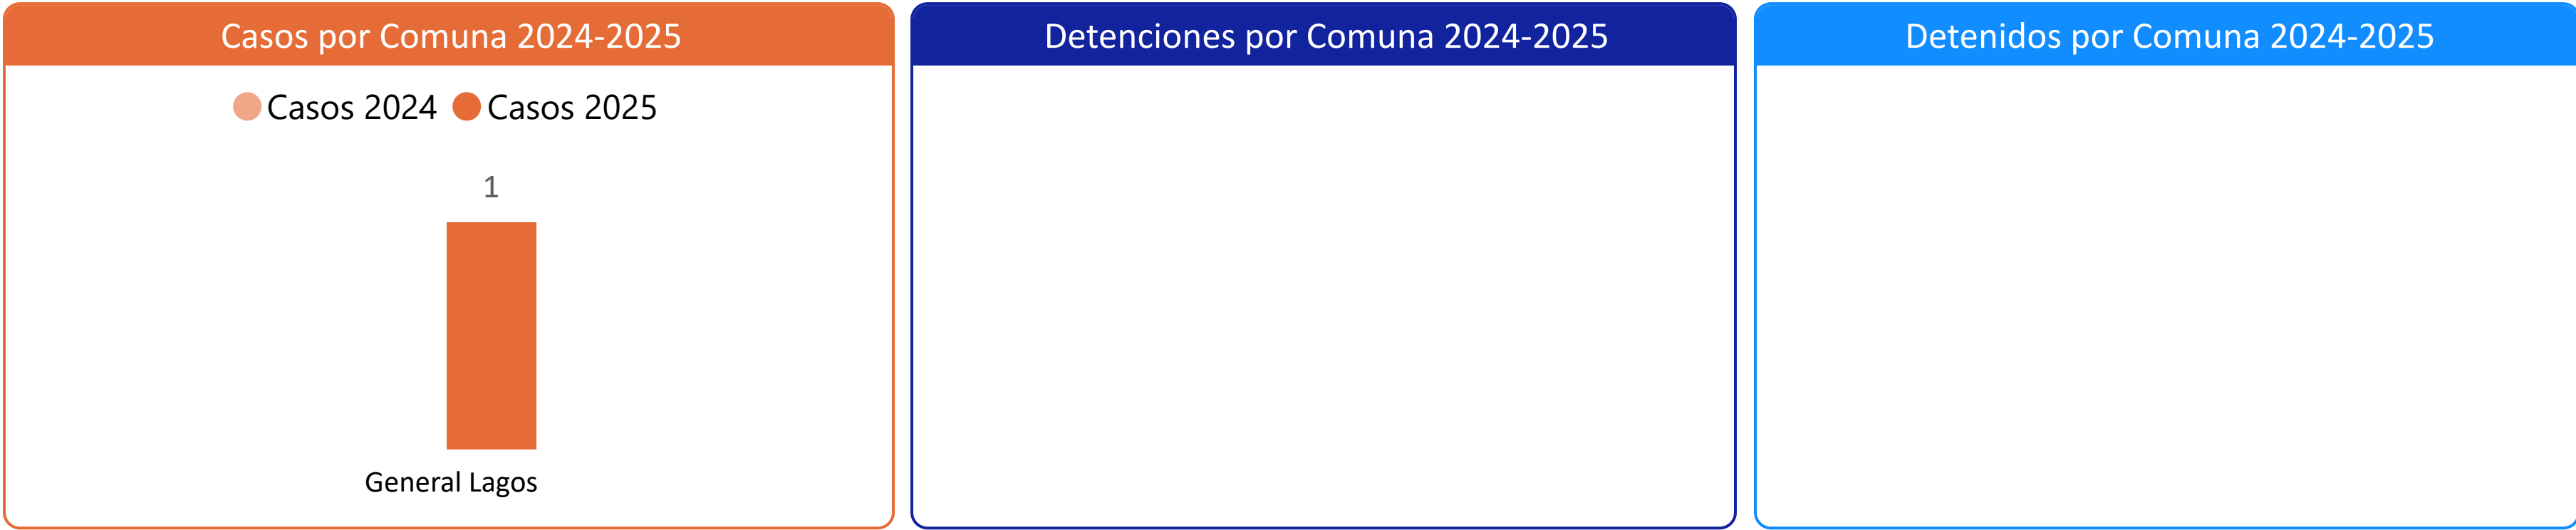 Casos por Comuna 2024-2025
Casos 2024 Casos 2025
1
General Lagos
Detenciones por Comuna 2024-2025
Detenidos por Comuna 2024-2025